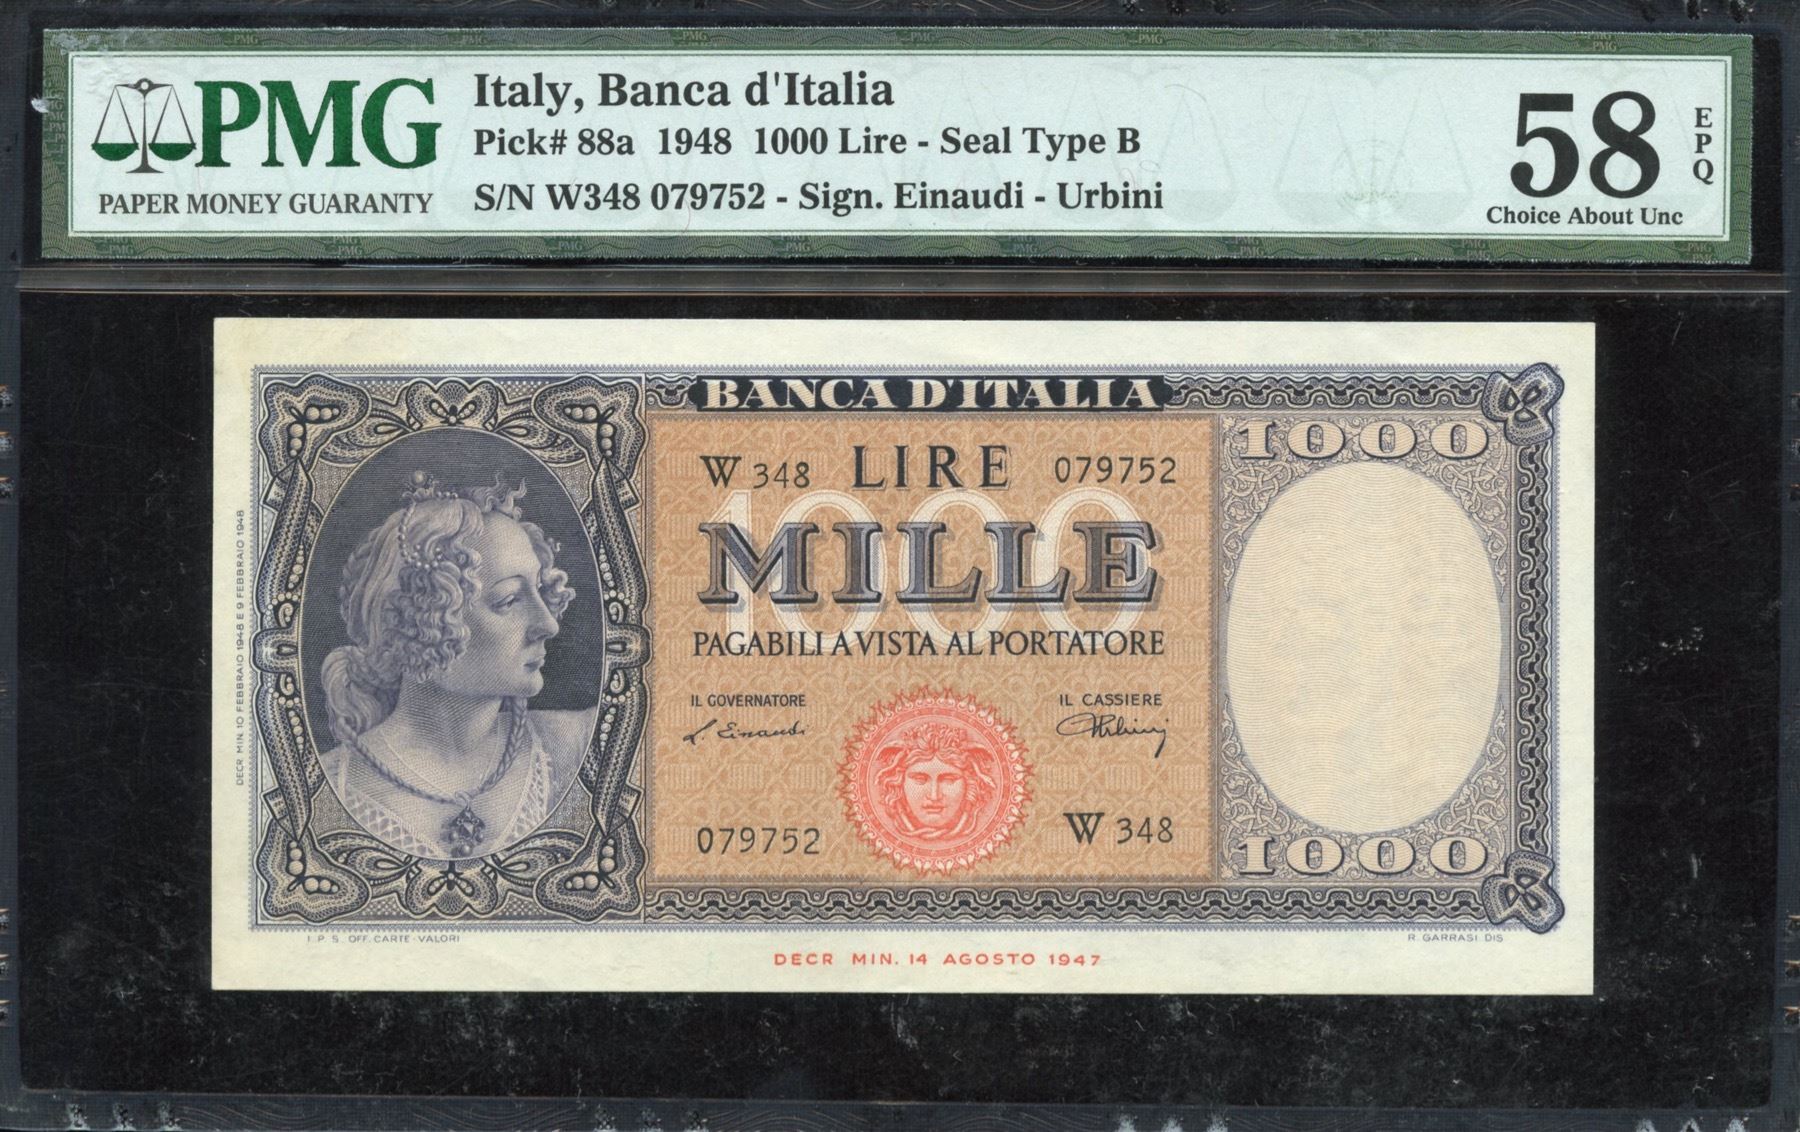 PMG
PAPER MONEY GUARANTY
Italy, Banca d'Italia
Pick# 88a 1948 1000 Lire - Seal Type B
S/N W348 079752 - Sign. Einaudi - Urbini
58
EPQ
Choice About Unc
BANCA D'ITALIA
W 348 LIRE 079752
1000
1000
MILLE
PAGABILI A VISTA AL PORTATORE
IL GOVERNATORE
L. Einaudi
IL CASSIERE
Urbini
079752
W 348
1000
DECR. MIN. 10 FEBBRAIO 1948 E 9 FEBBRAIO 1948
I. P. S. OFF. CARTE-VALORI
R. GARRASI DIS
DECR. MIN. 14 AGOSTO 1947